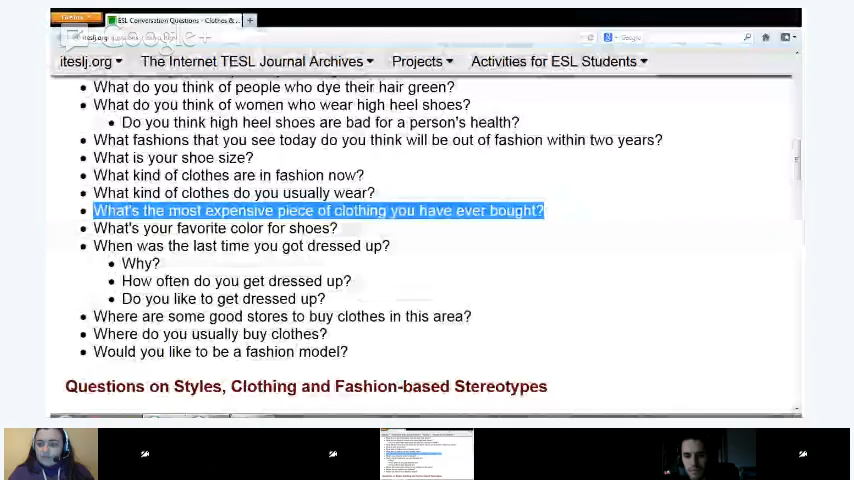 Firefox
ESL Conversation Questions - Clothes & ...
Google+
Google
iteslj.org
The Internet TESL Journal Archives
Projects
Activities for ESL Students
What do you think of people who dye their hair green?
What do you think of women who wear high heel shoes?
Do you think high heel shoes are bad for a person's health?
What fashions that you see today do you think will be out of fashion within two years?
What is your shoe size?
What kind of clothes are in fashion now?
What kind of clothes do you usually wear?
What's the most expensive piece of clothing you have ever bought?
What's your favorite color for shoes?
When was the last time you got dressed up?
Why?
How often do you get dressed up?
Do you like to get dressed up?
Where are some good stores to buy clothes in this area?
Where do you usually buy clothes?
Would you like to be a fashion model?
Questions on Styles, Clothing and Fashion-based Stereotypes